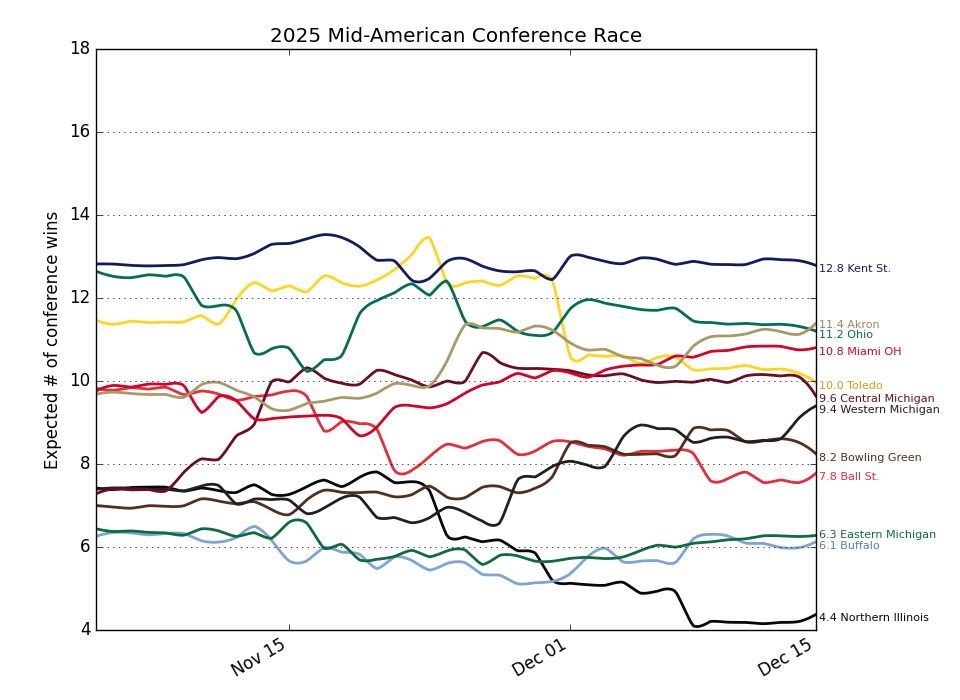 2025 Mid-American Conference Race
Expected # of conference wins
18
16
14
12
10
8
6
4
Nov 15
Dec 01
Dec 15
12.8 Kent St.
11.4 Akron
11.2 Ohio
10.8 Miami OH
10.0 Toledo
9.6 Central Michigan
9.4 Western Michigan
8.2 Bowling Green
7.8 Ball St.
6.3 Eastern Michigan
6.1 Buffalo
4.4 Northern Illinois